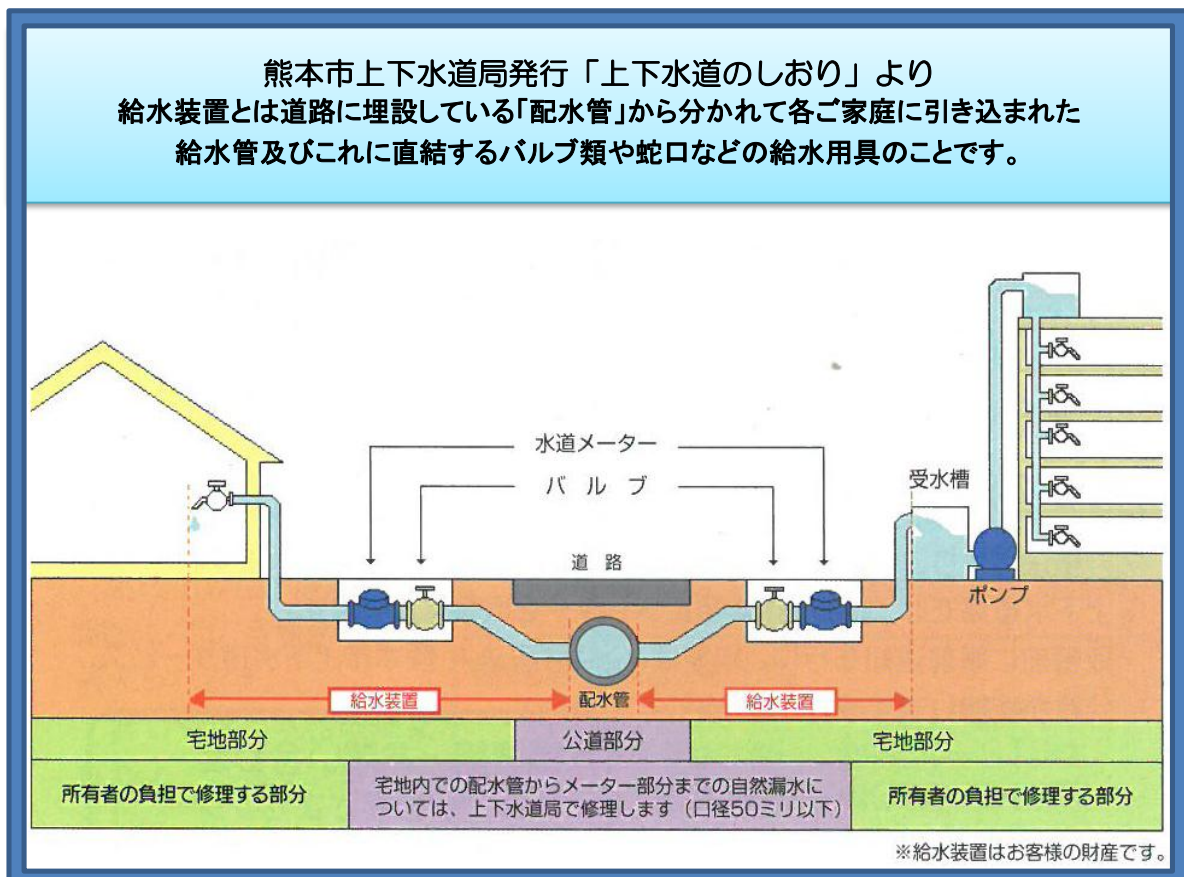 熊本市上下水道局発行「上下水道のしおり」より
給水装置とは道路に埋設している「配水管」から分かれて各ご家庭に引き込まれた
給水管及びこれに直結するバルブ類や蛇口などの給水用具のことです。
水道メーター
バルブ
受水槽
道路
ポンプ
給水装置
配水管
給水装置
宅地部分
公道部分
宅地部分
所有者の負担で修理する部分
宅地内での配水管からメーター部分までの自然漏水に
ついては、上下水道局で修理します（口径50ミリ以下）
所有者の負担で修理する部分
※給水装置はお客様の財産です。